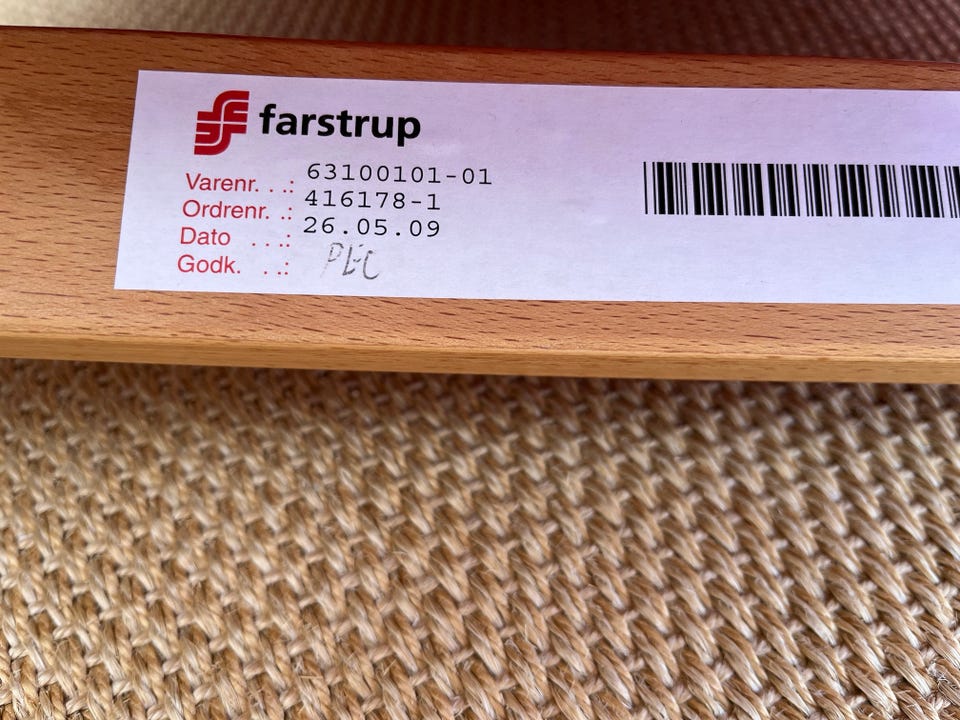 farstrup
Varenr. . .: 63100101-01
Ordrenr. .: 416178-1
Dato . . .: 26.05.09
Godk. . .: